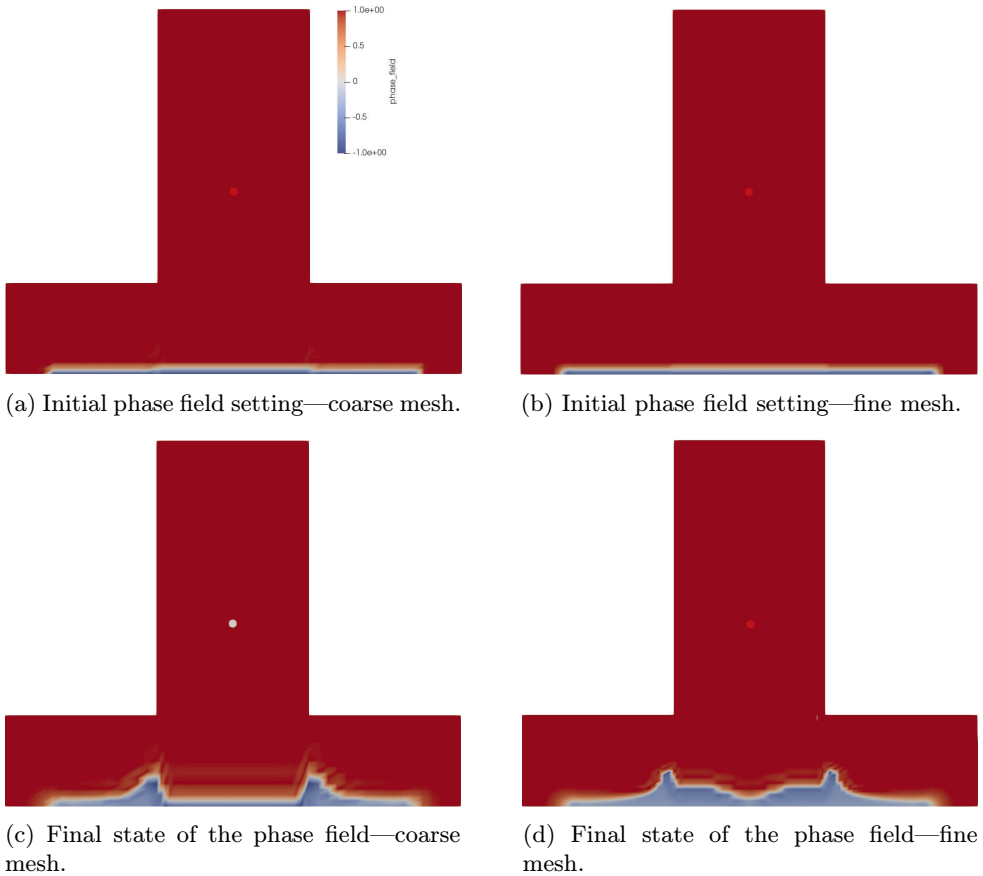 1.0e+00
0.5
0
-0.5
-1.0e+00
phase_field
(a) Initial phase field setting—coarse mesh.
(b) Initial phase field setting—fine mesh.
(c) Final state of the phase field—coarse
mesh.
(d) Final state of the phase field—fine
mesh.